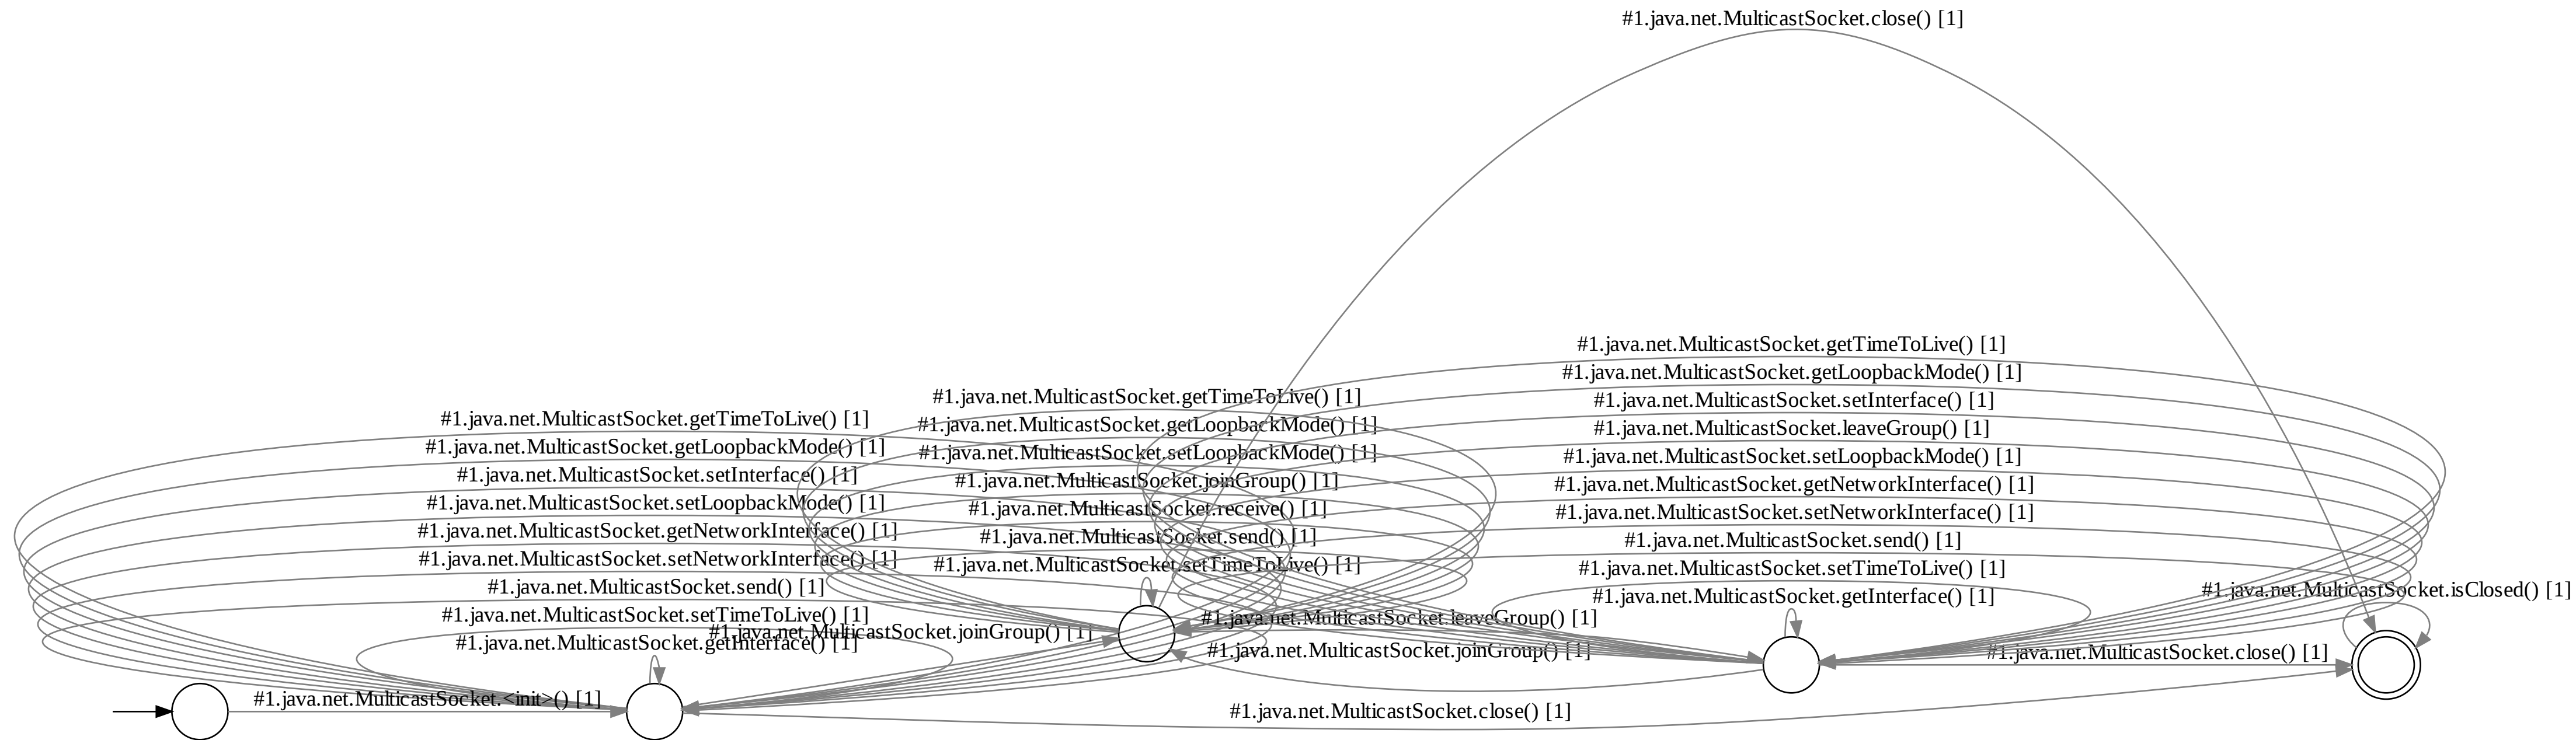 #1.java.net.MulticastSocket.close() [1]
#1.java.net.MulticastSocket.getTimeToLive() [1]
#1.java.net.MulticastSocket.getLoopbackMode() [1]
#1.java.net.MulticastSocket.setInterface() [1]
#1.java.net.MulticastSocket.leaveGroup() [1]
#1.java.net.MulticastSocket.setLoopbackMode() [1]
#1.java.net.MulticastSocket.getNetworkInterface() [1]
#1.java.net.MulticastSocket.setNetworkInterface() [1]
#1.java.net.MulticastSocket.send() [1]
#1.java.net.MulticastSocket.setTimeToLive() [1]
#1.java.net.MulticastSocket.getInterface() [1]
#1.java.net.MulticastSocket.getTimeToLive() [1]
#1.java.net.MulticastSocket.getLoopbackMode() [1]
#1.java.net.MulticastSocket.setLoopbackMode() [1]
#1.java.net.MulticastSocket.joinGroup() [1]
#1.java.net.MulticastSocket.receive() [1]
#1.java.net.MulticastSocket.send() [1]
#1.java.net.MulticastSocket.setTimeToLive() [1]
#1.java.net.MulticastSocket.getTimeToLive() [1]
#1.java.net.MulticastSocket.getLoopbackMode() [1]
#1.java.net.MulticastSocket.setInterface() [1]
#1.java.net.MulticastSocket.setLoopbackMode() [1]
#1.java.net.MulticastSocket.getNetworkInterface() [1]
#1.java.net.MulticastSocket.setNetworkInterface() [1]
#1.java.net.MulticastSocket.send() [1]
#1.java.net.MulticastSocket.setTimeToLive() [1]
#1.java.net.MulticastSocket.getInterface() [1]
#1.java.net.MulticastSocket.joinGroup() [1]
#1.java.net.MulticastSocket.leaveGroup() [1]
#1.java.net.MulticastSocket.joinGroup() [1]
#1.java.net.MulticastSocket.isClosed() [1]
#1.java.net.MulticastSocket.close() [1]
#1.java.net.MulticastSocket.<init>() [1]
#1.java.net.MulticastSocket.close() [1]